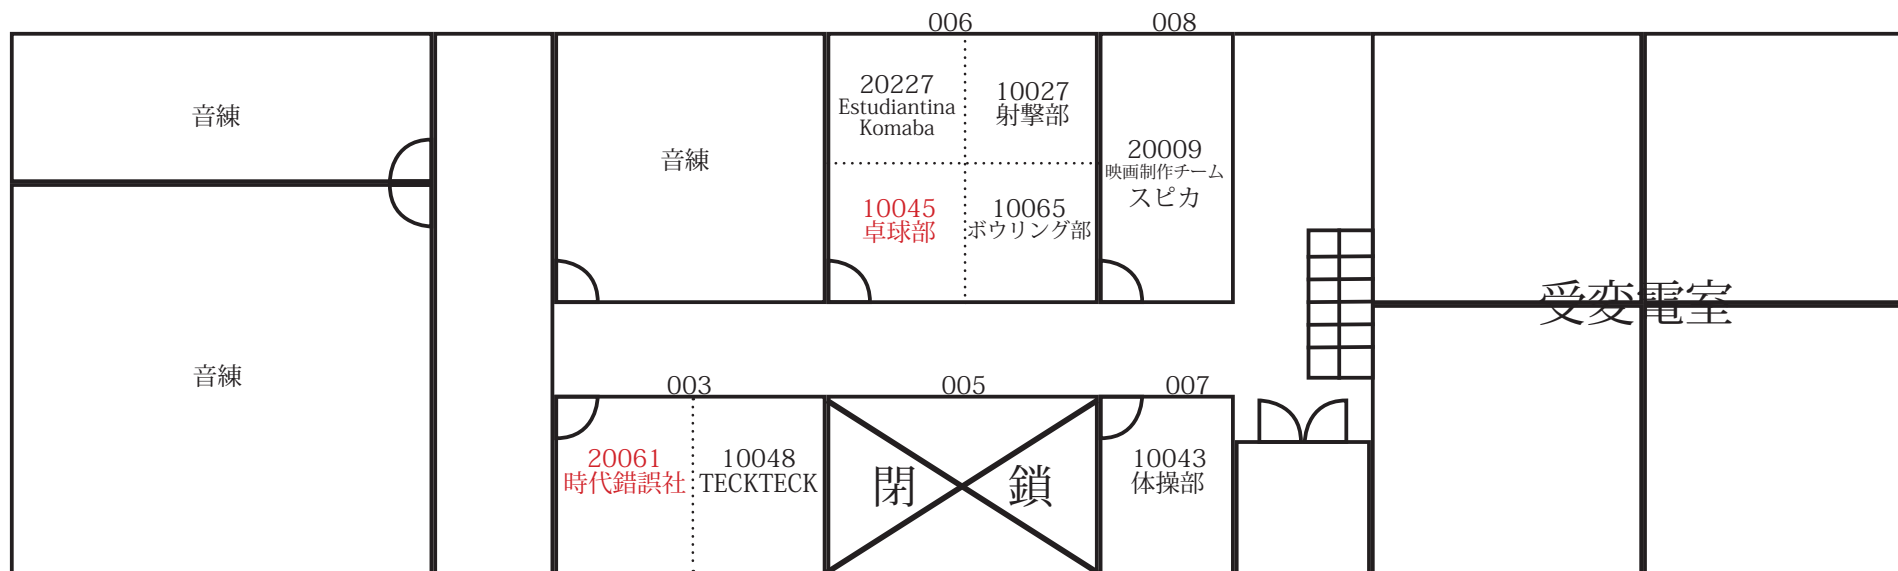 006
008
音練
20227
Estudiantina
Komaba
10027
射撃部
音練
20009
映画制作チーム
スピカ
10045
卓球部
10065
ボウリング部
受変電室
音練
003
005
007
20061
時代錯誤社
10048
TECKTECK
閉鎖
10043
体操部